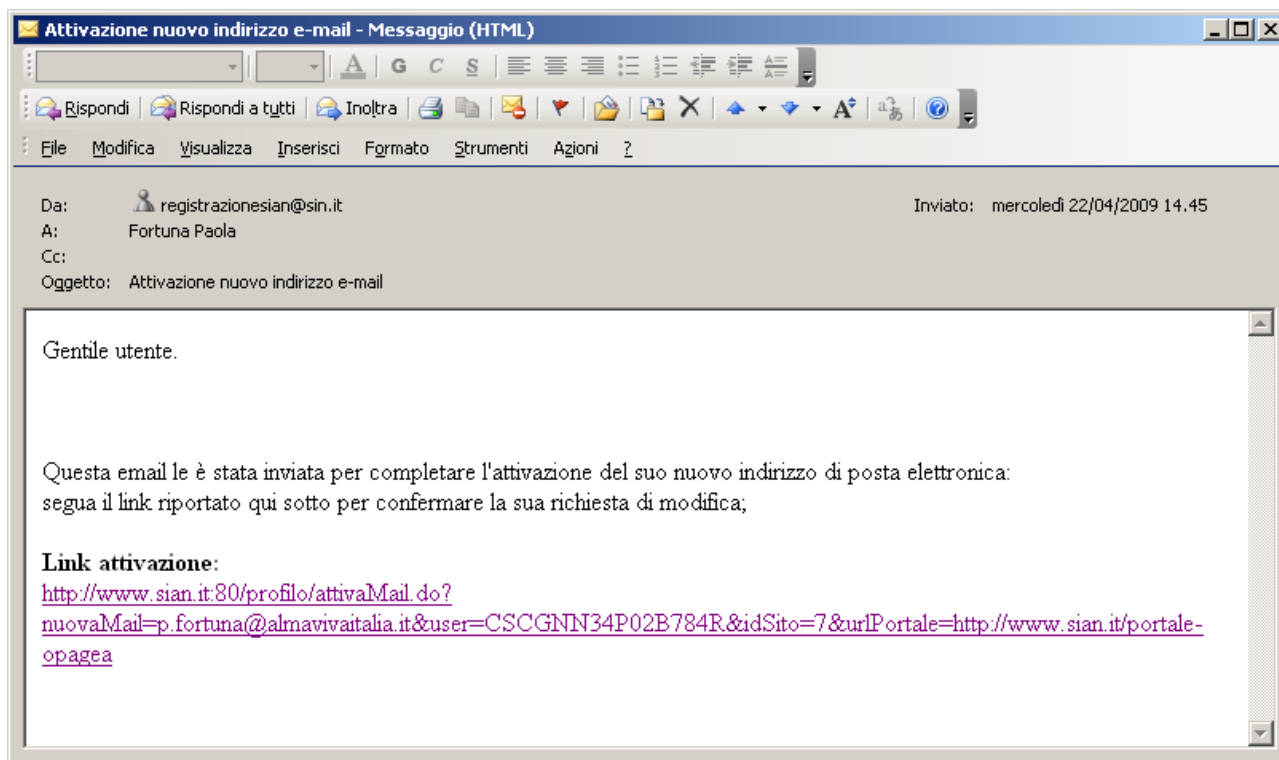 Attivazione nuovo indirizzo e-mail - Messaggio (HTML)
A G C S
Rispondi Rispondi a tutti Inoltra
File Modifica Visualizza Inserisci Formato Strumenti Azioni ?
Da: registrazionesian@sin.it Inviato: mercoledì 22/04/2009 14.45
A: Fortuna Paola
Cc:
Oggetto: Attivazione nuovo indirizzo e-mail
Gentile utente.
Questa email le è stata inviata per completare l'attivazione del suo nuovo indirizzo di posta elettronica:
segua il link riportato qui sotto per confermare la sua richiesta di modifica;
Link attivazione:
http://www.sian.it:80/profilo/attivaMail.do?
nuovaMail=p.fortuna@almavivaitalia.it&user=CSCGNN34P02B784R&idSito=7&urlPortale=http://www.sian.it/portale-
opagea